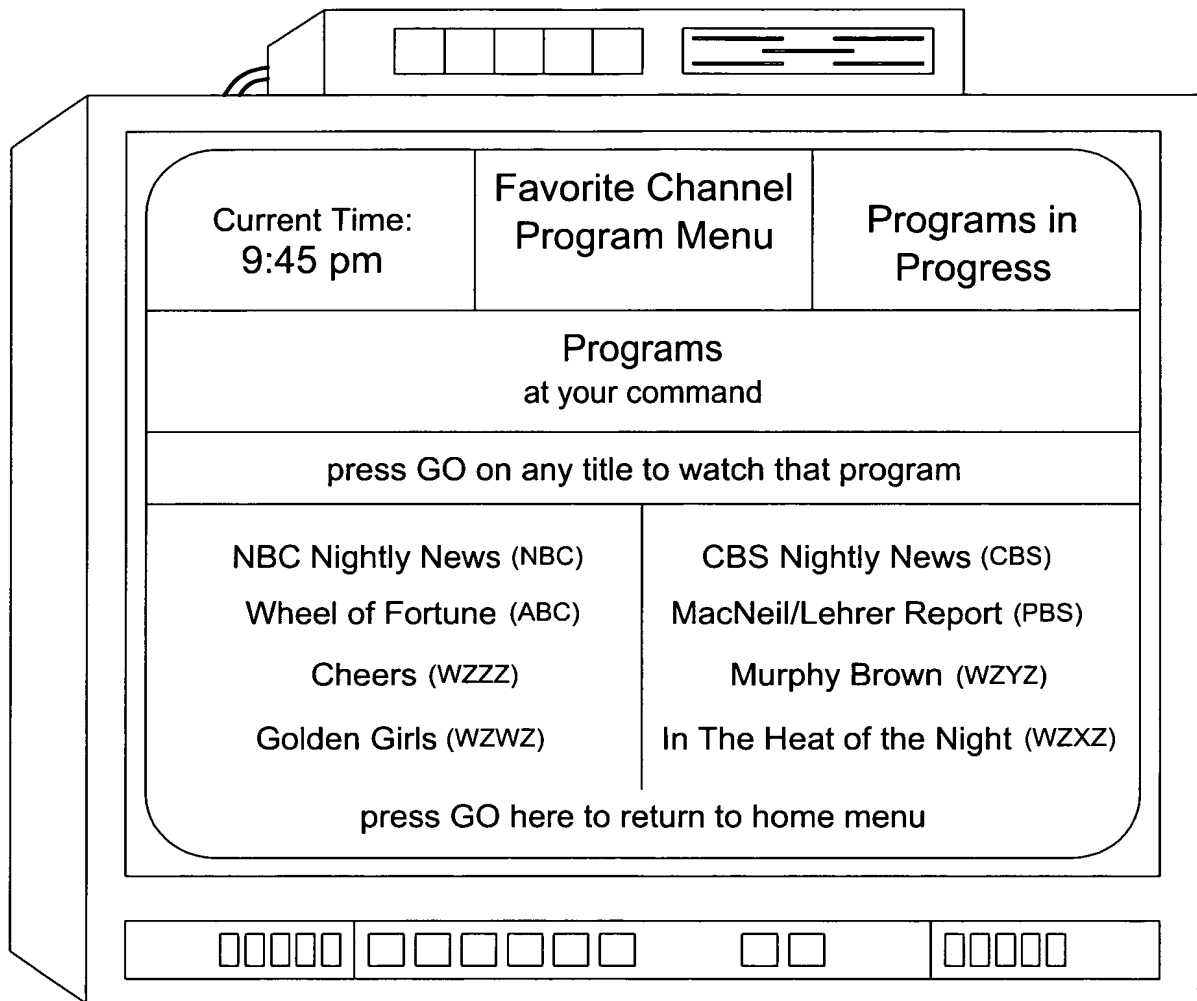 Current Time:
9:45 pm
Favorite Channel
Program Menu
Programs in
Progress
Programs
at your command
press GO on any title to watch that program
NBC Nightly News (NBC)
Wheel of Fortune (ABC)
Cheers (WZZZ)
Golden Girls (WZWZ)
CBS Nightly News (CBS)
MacNeil/Lehrer Report (PBS)
Murphy Brown (WZYZ)
In The Heat of the Night (WZXZ)
press GO here to return to home menu